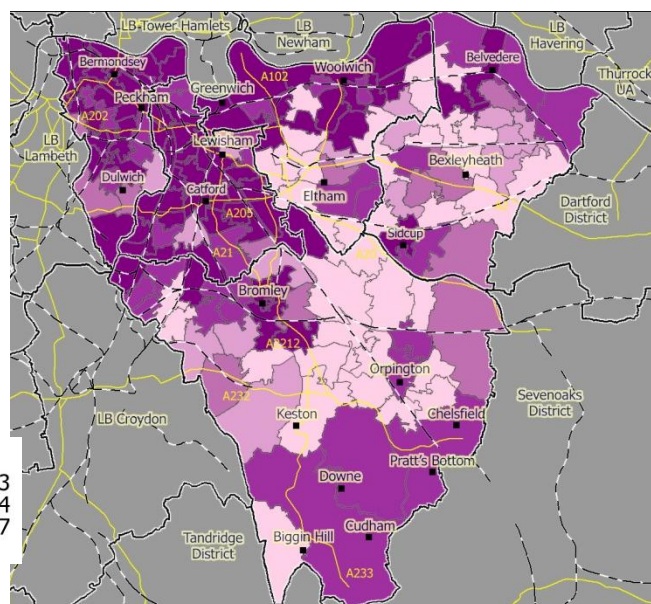 LB Tower Hamlets
LB
Newham
LB
Havering
Bermondsey
A102
Woolwich
Belvedere
Thurrock
UA
Greenwich
Peckham
A202
LB
Lambeth
Lewisham
Bexleyheath
Dulwich
Catford
Eltham
Dartford
District
A205
A21
Sidcup
A20
Bromley
A2212
Orpington
A232
Sevenoaks
District
LB Croydon
Keston
Chelsfield
Pratt's Bottom
3
4
7
Downe
Tandridge
District
Cudham
Biggin Hill
A233